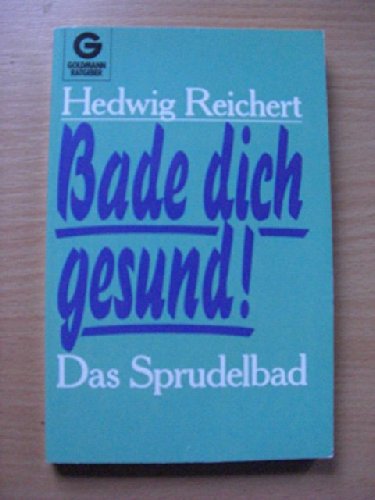 G
GOLDMANN
RATGEBER
Hedwig Reichert
Bade dich
gesund!
Das Sprudelbad